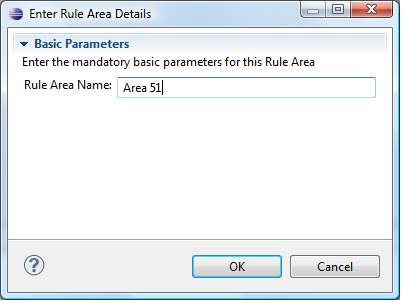 Enter Rule Area Details
Basic Parameters
Enter the mandatory basic parameters for this Rule Area
Rule Area Name: Area 51
?
OK Cancel